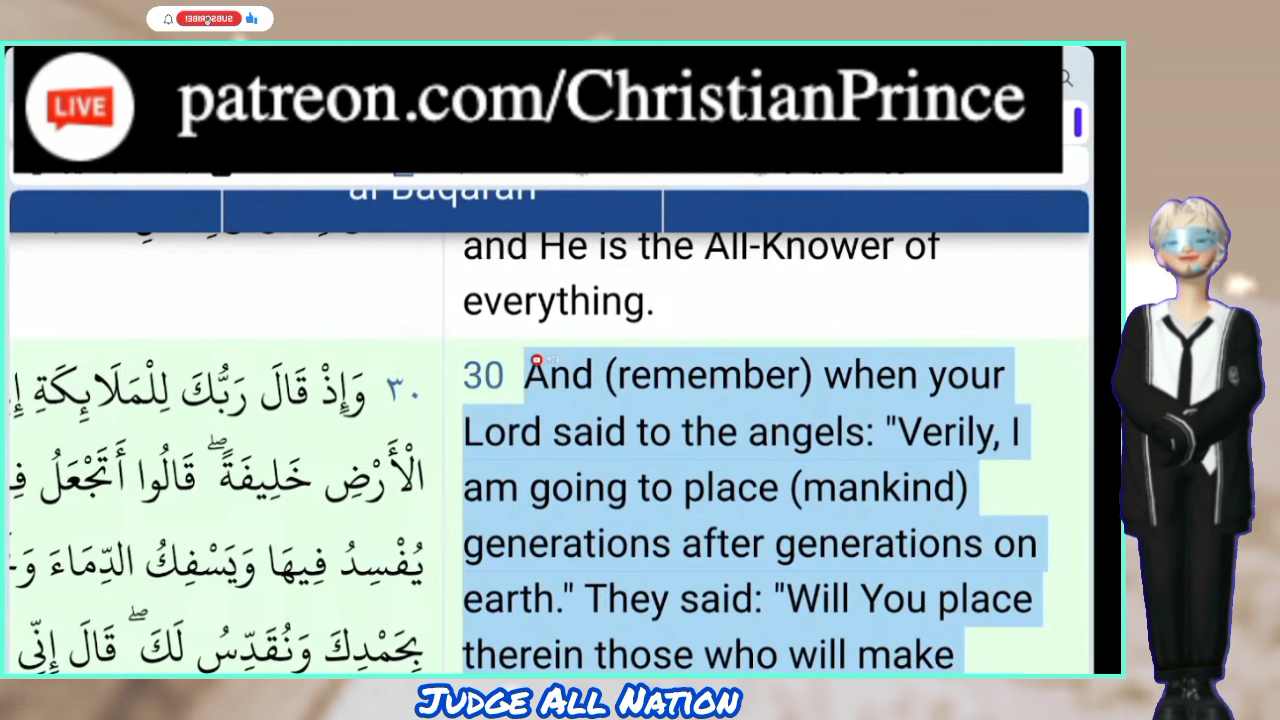 SUBSCRIBE!
LIVE
patreon.com/ChristianPrince
al-Baqarah
and He is the All-Knower of
everything.
٣٠ وَإِذْ قَالَ رَبُّكَ لِلْمَلَائِكَةِ
الْأَرْضِ خَلِيفَةً ۖ قَالُوا أَتَجْعَلُ
يُفْسِدُ فِيهَا وَيَسْفِكُ الدِّمَاءَ
بِحَمْدِكَ وَنُقَدِّسُ لَكَ ۖ قَالَ إِنِّي
30 And (remember) when your
Lord said to the angels: "Verily, I
am going to place (mankind)
generations after generations on
earth." They said: "Will You place
therein those who will make
Judge All Nation